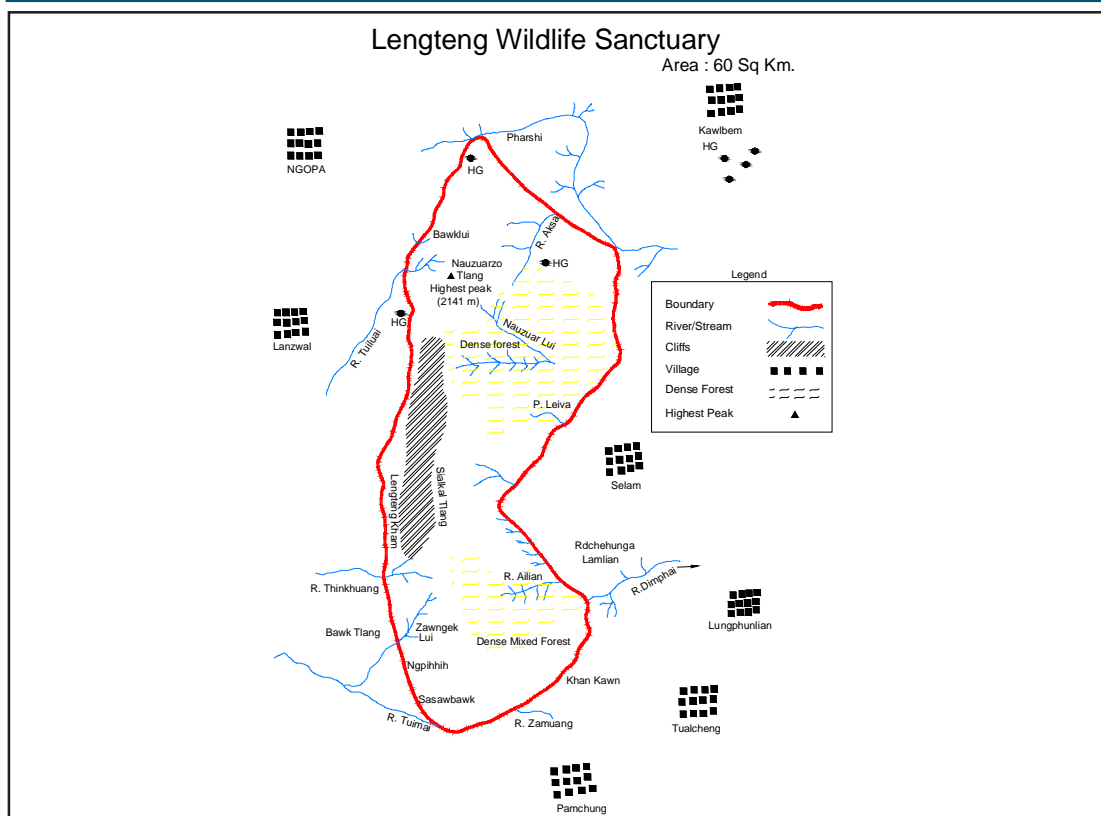 Lengteng Wildlife Sanctuary
Area : 60 Sq Km.
Kawlbem
HG
Pharshi
NGOPA
HG
R. Aksa
Bawklui
Nauzuarzo
Tlang
Highest peak
(2141 m)
HG
Legend
Boundary
River/Stream
Cliffs
Village
Dense Forest
Highest Peak
HG
Lanzwal
R. Tuiluai
Nauzuar Lui
Dense forest
P. Leiva
Selam
Lengteng Kham
Sialkal Tlang
Rdchehunga
Lamlian
R. Ailian
R.Dimphai
R. Thinkhuang
Lungphunlian
Bawk Tlang
Zawngek
Lui
Dense Mixed Forest
Ngpihhih
Khan Kawn
Sasawbawk
R. Tuimai
R. Zamuang
Tualcheng
Pamchung